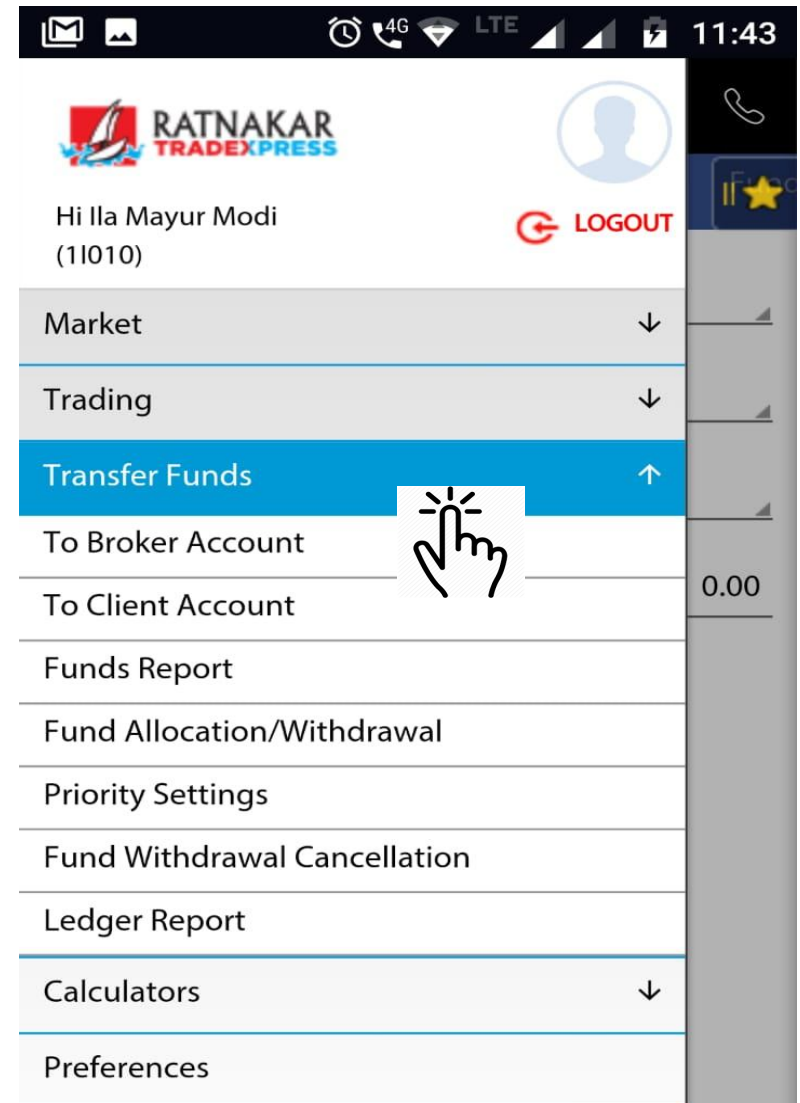 4G LTE 11:43
RATNAKAR
TRADEXPRESS
Hi Ila Mayur Modi
(1I010)
LOGOUT
Market
Trading
Transfer Funds
To Broker Account
To Client Account
0.00
Funds Report
Fund Allocation/Withdrawal
Priority Settings
Fund Withdrawal Cancellation
Ledger Report
Calculators
Preferences